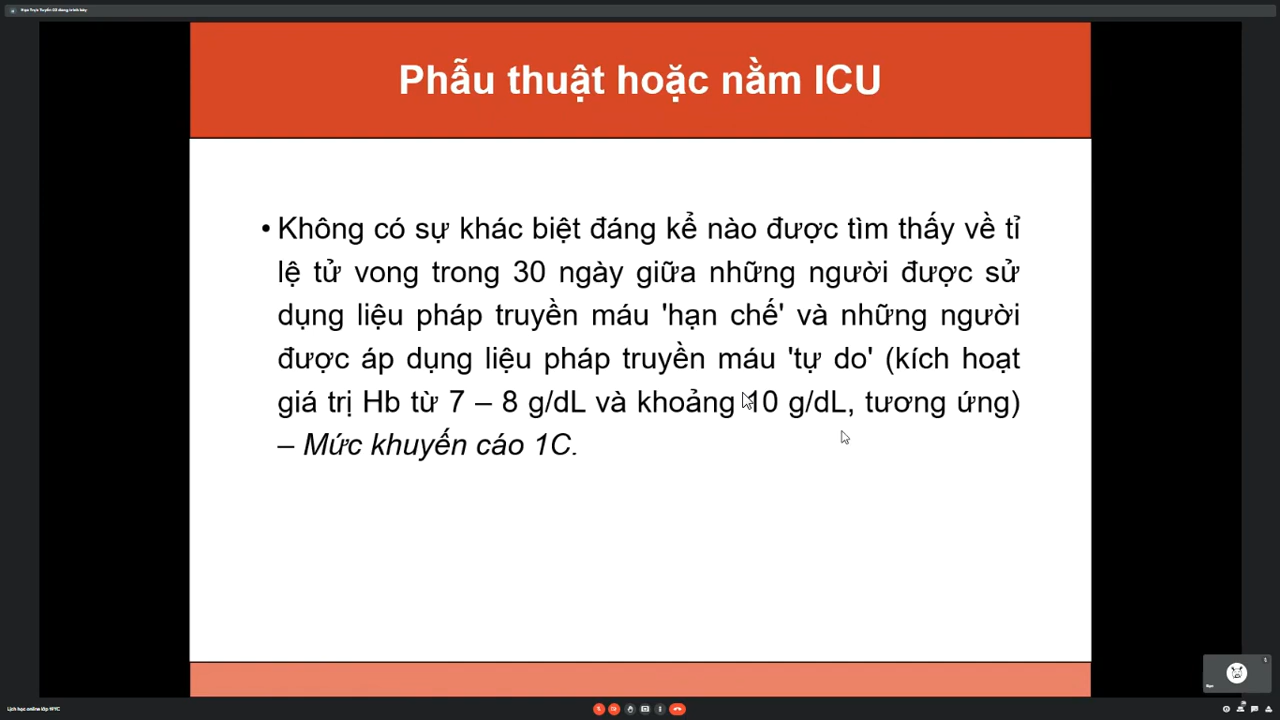 Phẫu thuật hoặc nằm ICU
• Không có sự khác biệt đáng kể nào được tìm thấy về tỉ
lệ tử vong trong 30 ngày giữa những người được sử
dụng liệu pháp truyền máu 'hạn chế' và những người
được áp dụng liệu pháp truyền máu 'tự do' (kích hoạt
giá trị Hb từ 7 – 8 g/dL và khoảng 10 g/dL, tương ứng)
– Mức khuyến cáo 1C.